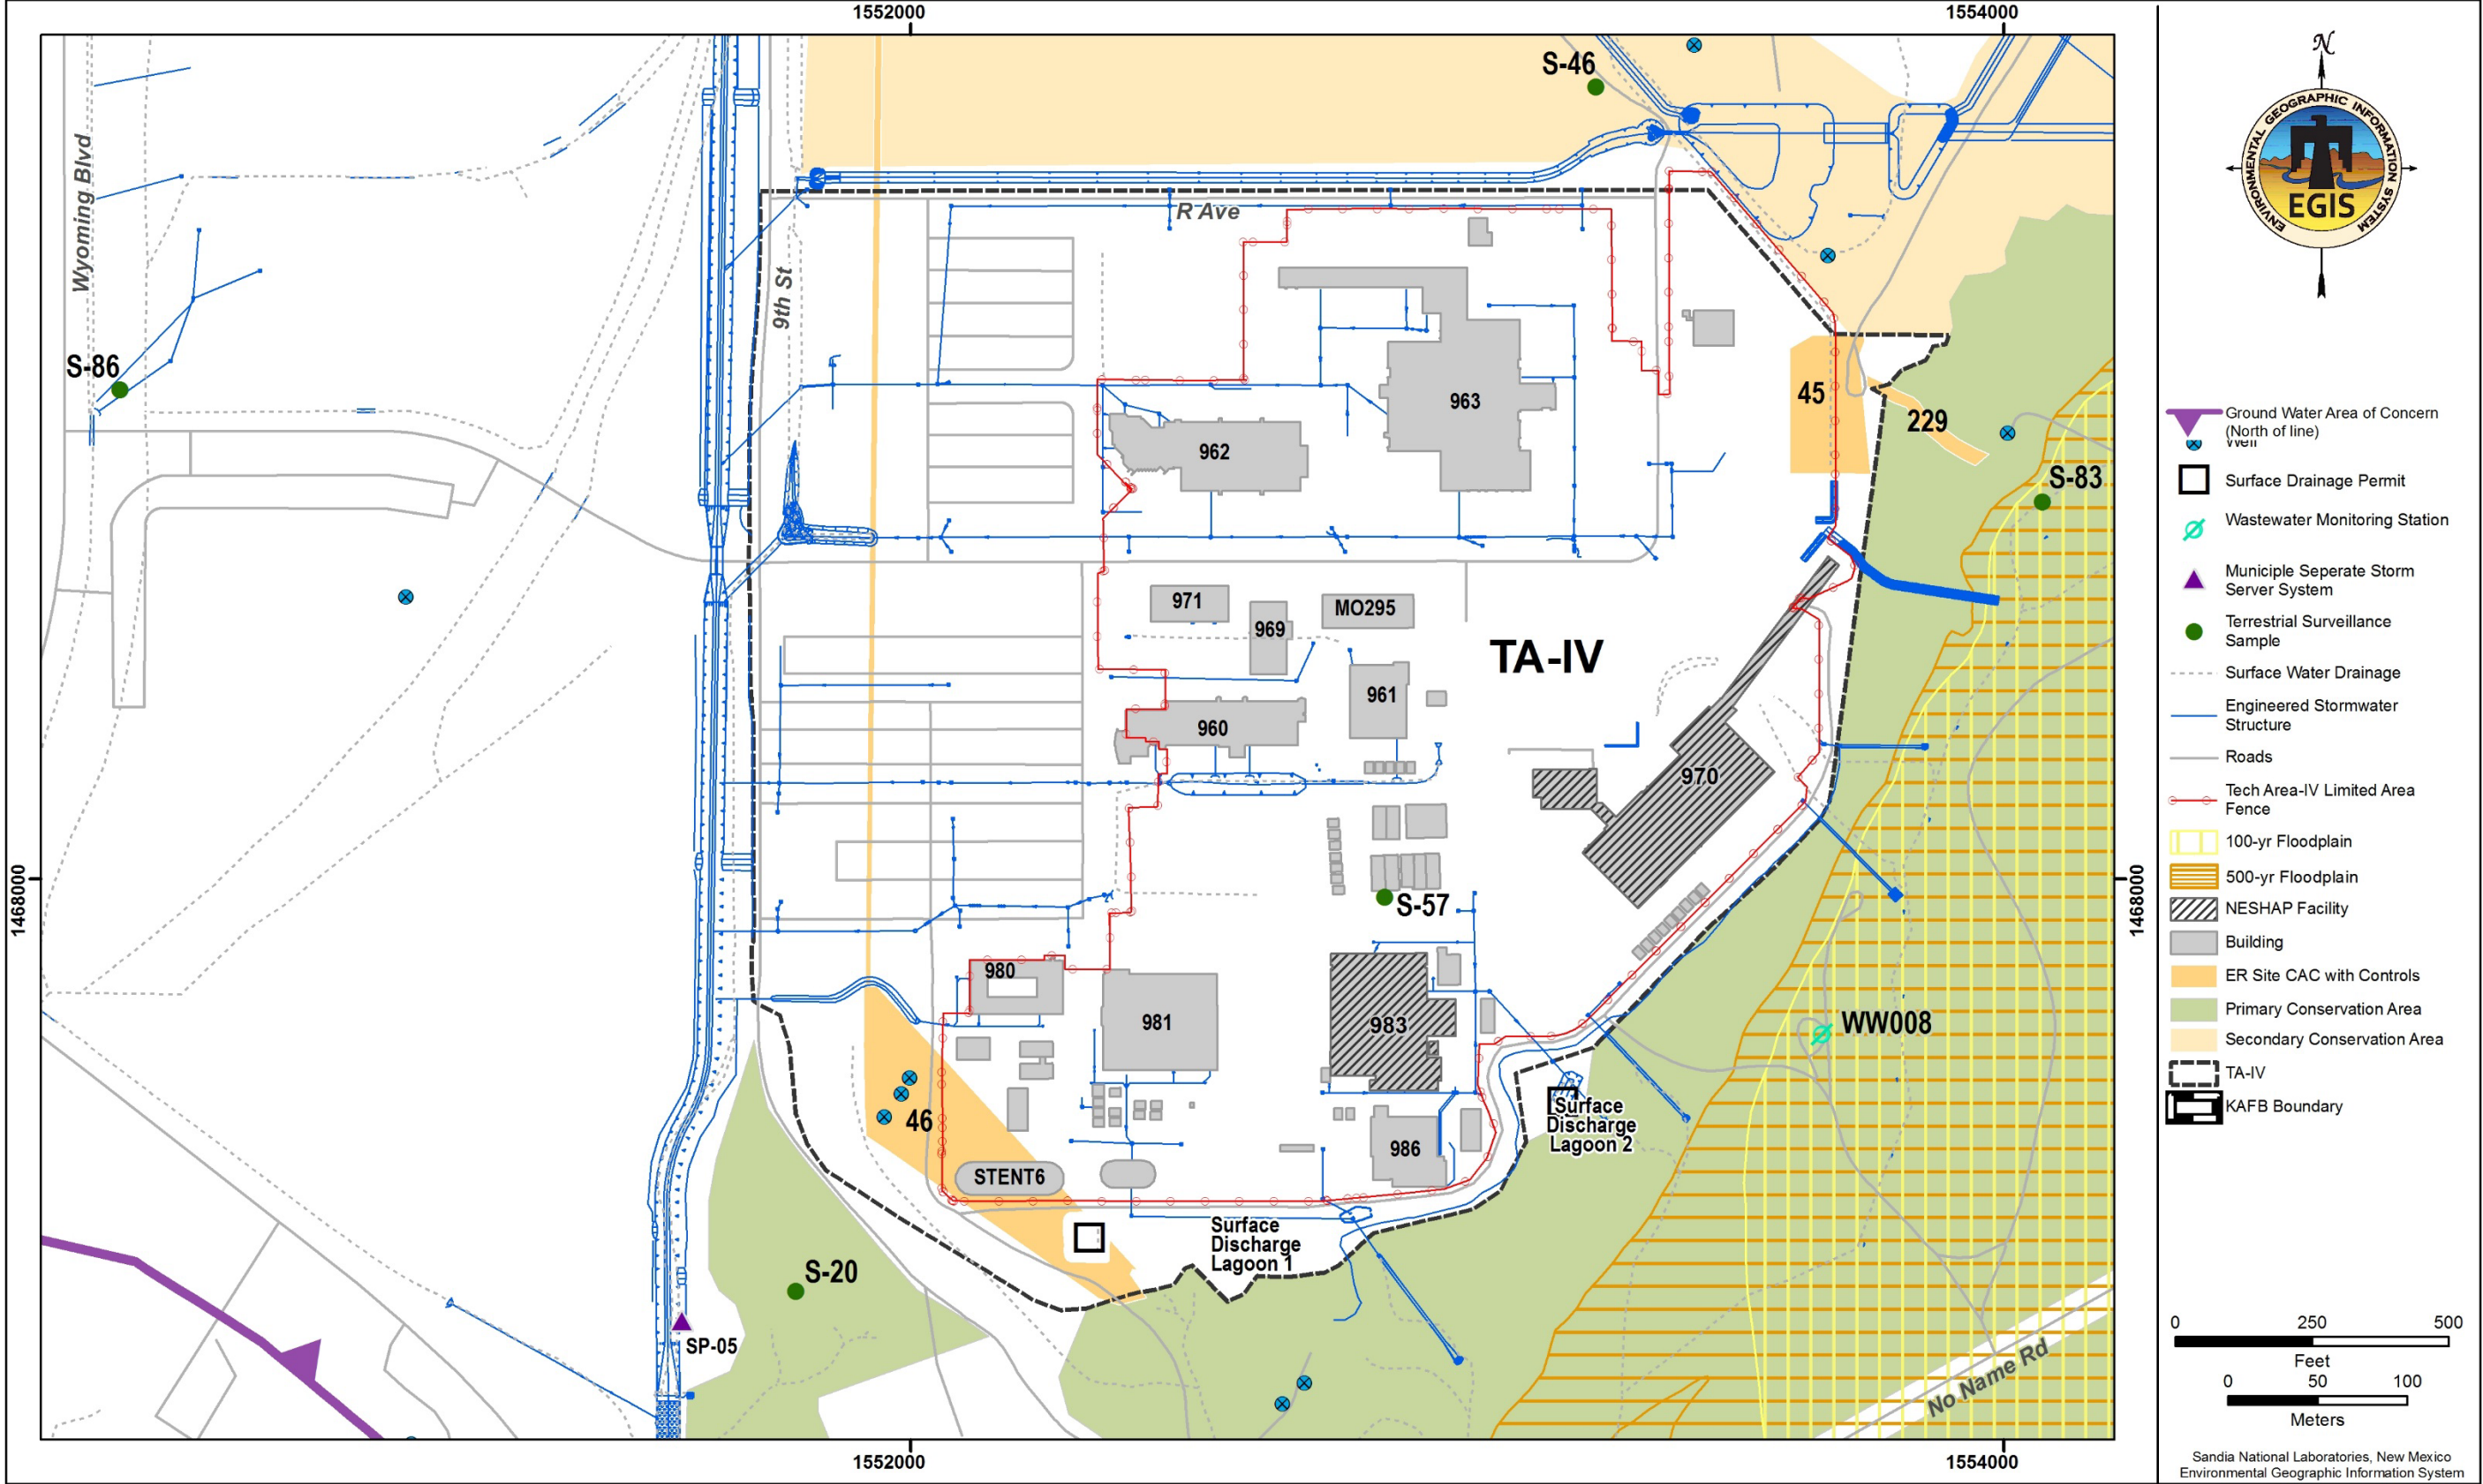 1552000
1554000
N
ENVIRONMENTAL GEOGRAPHIC INFORMATION SYSTEM
EGIS
S-46
Wyoming Blvd
R Ave
9th St
S-86
963
45
229
962
S-83
971
MO295
969
TA-IV
961
960
970
1468000
1468000
S-57
980
981
983
WW008
46
Surface
Discharge
Lagoon 2
986
STENT6
Surface
Discharge
Lagoon 1
S-20
SP-05
No Name Rd
1552000
1554000
Ground Water Area of Concern
(North of line)
Well
Surface Drainage Permit
Wastewater Monitoring Station
Municiple Seperate Storm
Server System
Terrestrial Surveillance
Sample
Surface Water Drainage
Engineered Stormwater
Structure
Roads
Tech Area-IV Limited Area
Fence
100-yr Floodplain
500-yr Floodplain
NESHAP Facility
Building
ER Site CAC with Controls
Primary Conservation Area
Secondary Conservation Area
TA-IV
KAFB Boundary
0 250 500
Feet
0 50 100
Meters
Sandia National Laboratories, New Mexico
Environmental Geographic Information System